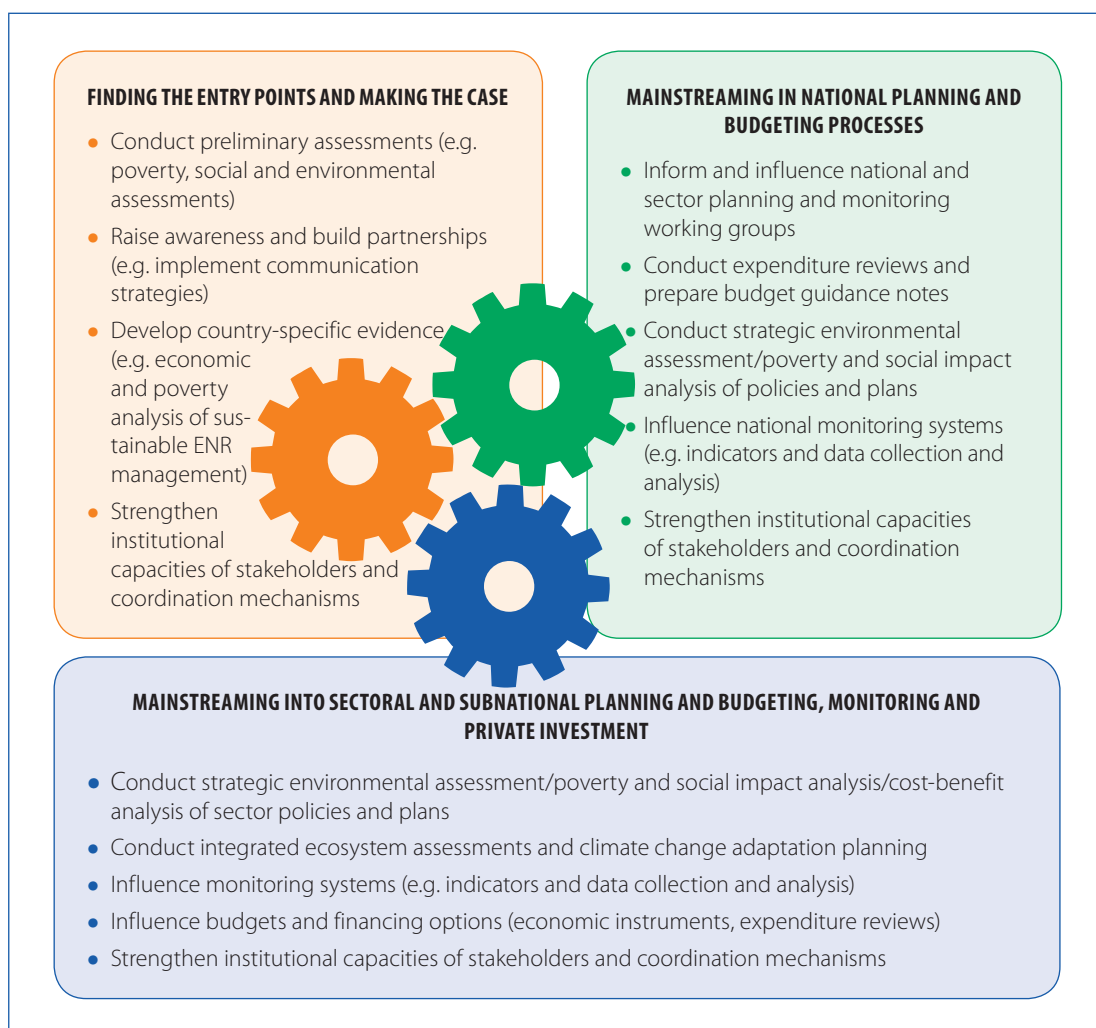 FINDING THE ENTRY POINTS AND MAKING THE CASE
• Conduct preliminary assessments (e.g.
poverty, social and environmental
assessments)
• Raise awareness and build partnerships
(e.g. implement communication
strategies)
• Develop country-specific evidence
(e.g. economic
and poverty
analysis of sus-
tainable ENR
management)
• Strengthen
institutional
capacities of stakeholders and
coordination mechanisms
MAINSTREAMING IN NATIONAL PLANNING AND
BUDGETING PROCESSES
• Inform and influence national and
sector planning and monitoring
working groups
• Conduct expenditure reviews and
prepare budget guidance notes
• Conduct strategic environmental
assessment/poverty and social impact
analysis of policies and plans
• Influence national monitoring systems
(e.g. indicators and data collection and
analysis)
• Strengthen institutional capacities
of stakeholders and coordination
mechanisms
MAINSTREAMING INTO SECTORAL AND SUBNATIONAL PLANNING AND BUDGETING, MONITORING AND
PRIVATE INVESTMENT
• Conduct strategic environmental assessment/poverty and social impact analysis/cost-benefit
analysis of sector policies and plans
• Conduct integrated ecosystem assessments and climate change adaptation planning
• Influence monitoring systems (e.g. indicators and data collection and analysis)
• Influence budgets and financing options (economic instruments, expenditure reviews)
• Strengthen institutional capacities of stakeholders and coordination mechanisms